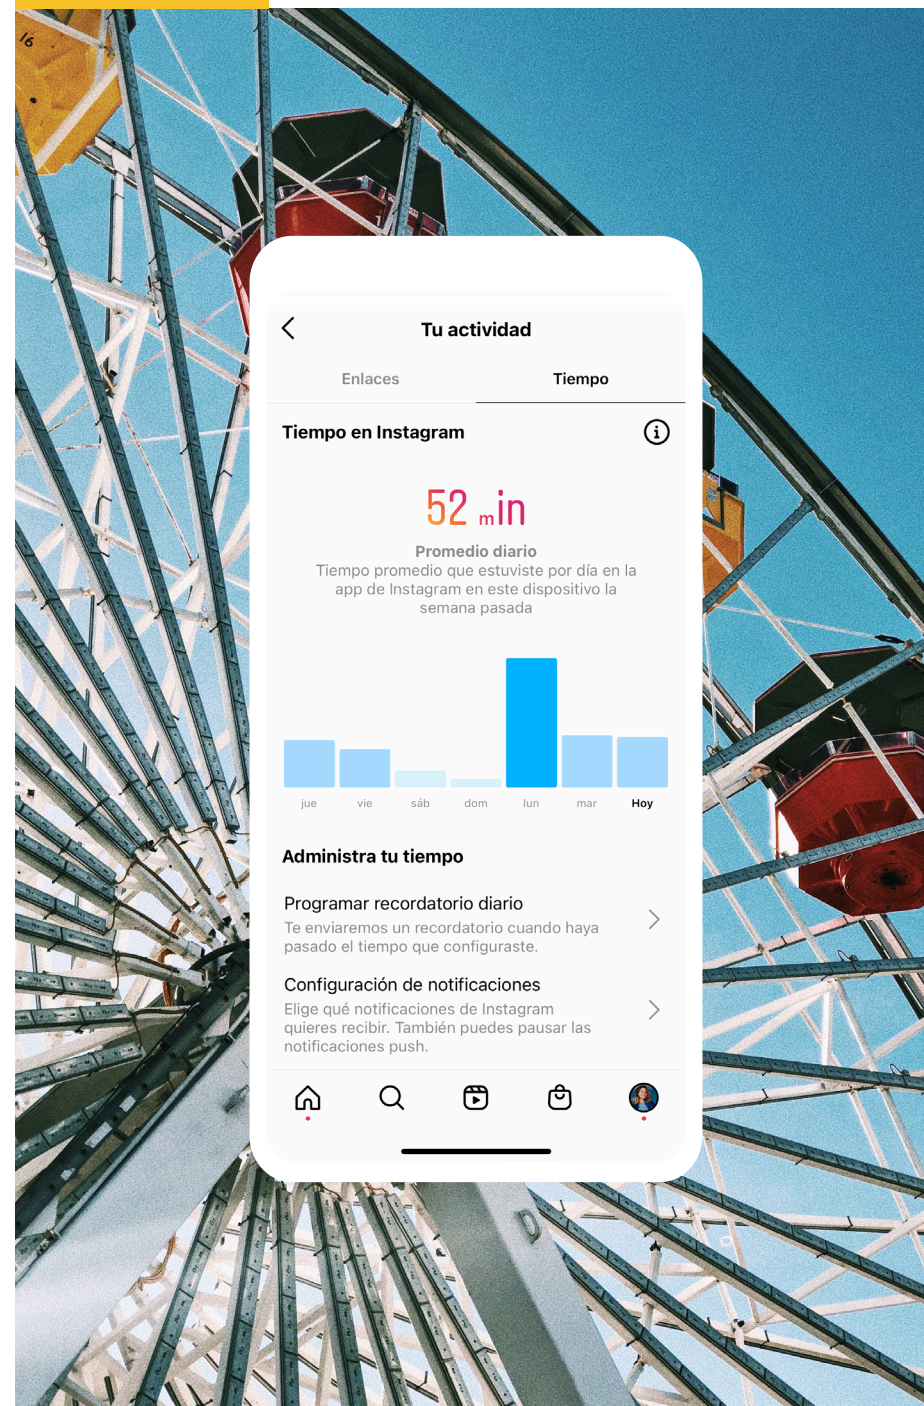 16
Tu actividad
Enlaces
Tiempo
Tiempo en Instagram
52 min
Promedio diario
Tiempo promedio que estuviste por día en la
app de Instagram en este dispositivo la
semana pasada
jue vie sáb dom lun mar Hoy
Administra tu tiempo
Programar recordatorio diario
Te enviaremos un recordatorio cuando haya
pasado el tiempo que configuraste.
Configuración de notificaciones
Elige qué notificaciones de Instagram
quieres recibir. También puedes pausar las
notificaciones push.